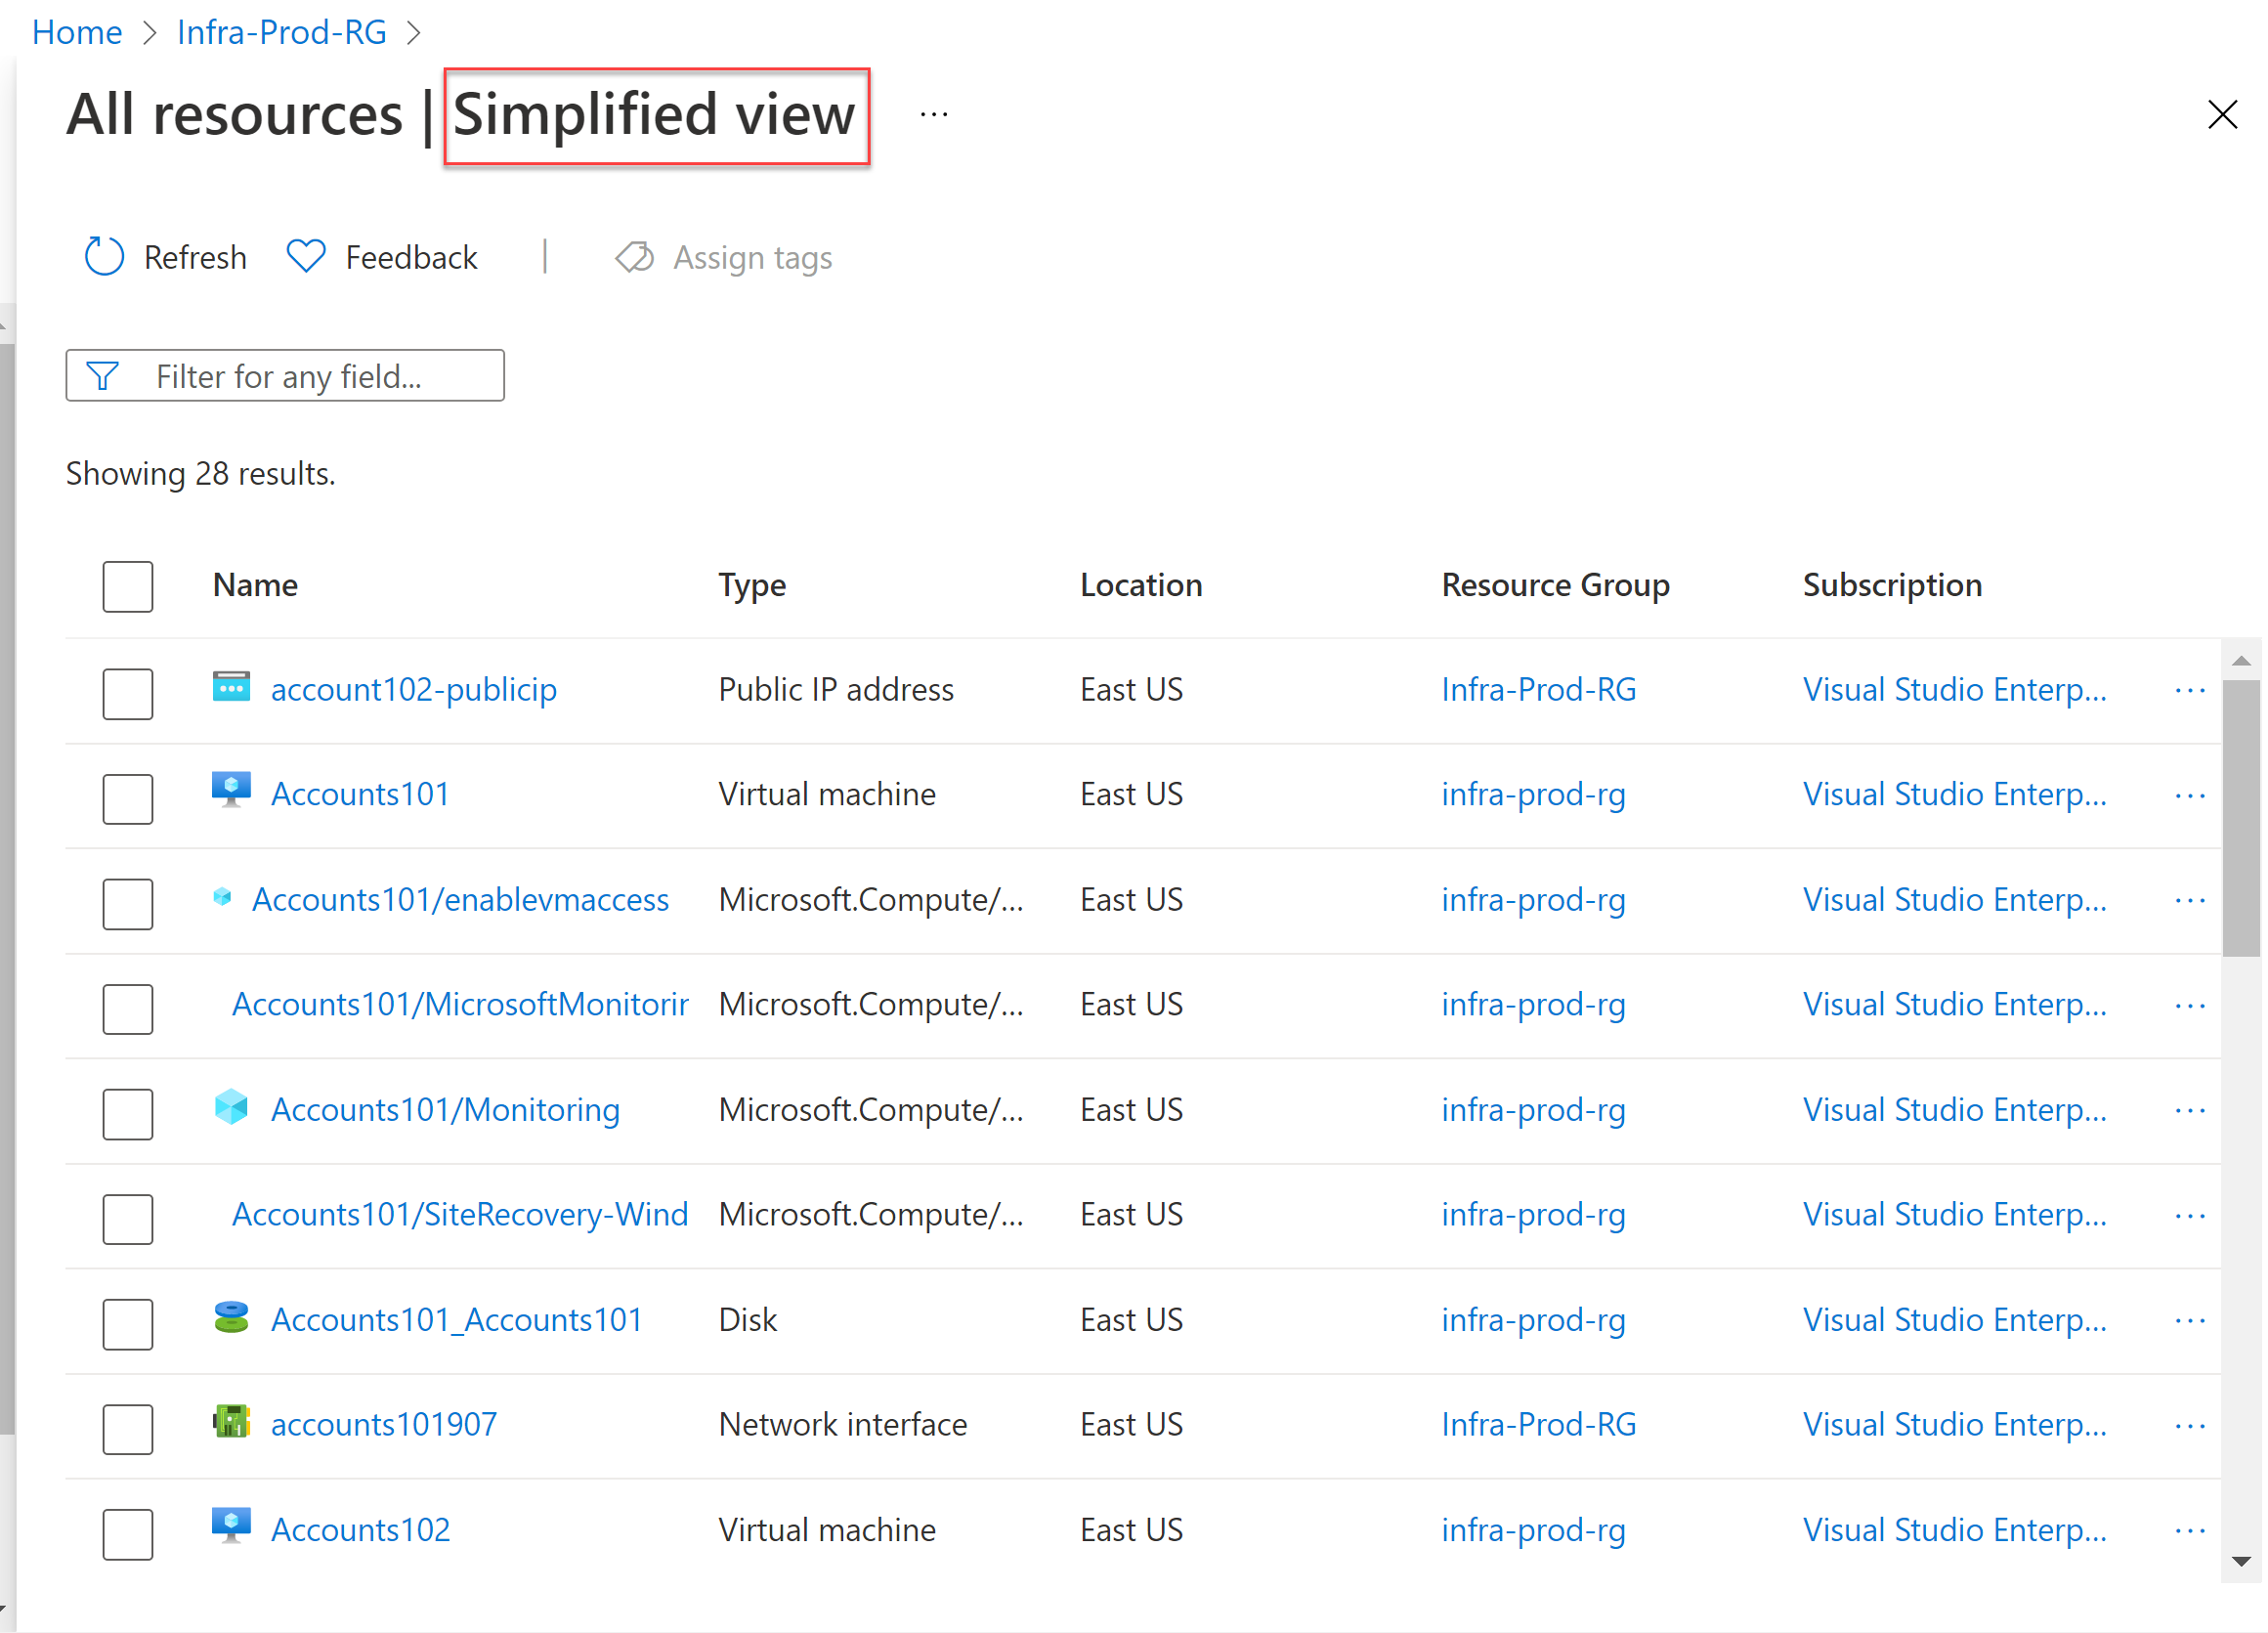 Home > Infra-Prod-RG >
All resources | Simplified view ...
Refresh Feedback | Assign tags
Filter for any field...
Showing 28 results.
Name Type Location Resource Group Subscription
account102-publicip Public IP address East US Infra-Prod-RG Visual Studio Enterp... ...
Accounts101 Virtual machine East US infra-prod-rg Visual Studio Enterp... ...
Accounts101/enablevmaccess Microsoft.Compute/... East US infra-prod-rg Visual Studio Enterp... ...
Accounts101/MicrosoftMonitorir Microsoft.Compute/... East US infra-prod-rg Visual Studio Enterp... ...
Accounts101/Monitoring Microsoft.Compute/... East US infra-prod-rg Visual Studio Enterp... ...
Accounts101/SiteRecovery-Wind Microsoft.Compute/... East US infra-prod-rg Visual Studio Enterp... ...
Accounts101_Accounts101 Disk East US infra-prod-rg Visual Studio Enterp... ...
accounts101907 Network interface East US Infra-Prod-RG Visual Studio Enterp... ...
Accounts102 Virtual machine East US infra-prod-rg Visual Studio Enterp... ...